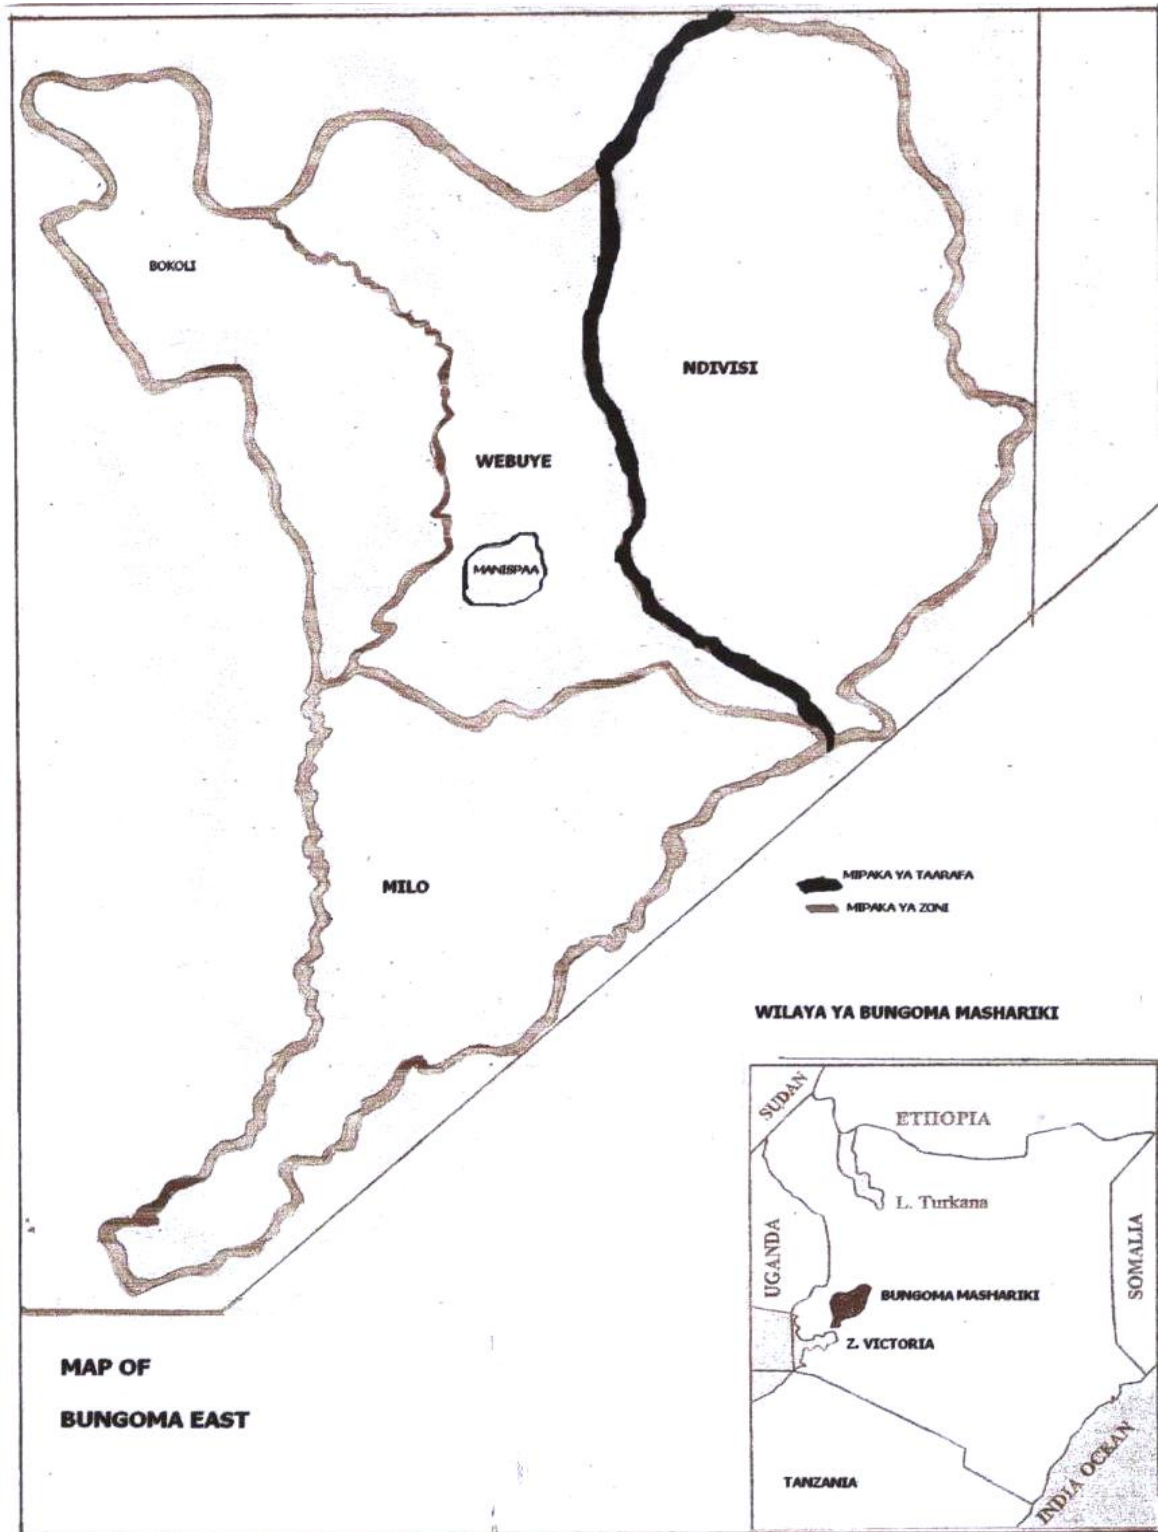 BOKOLI
NDIVISI
WEBUYE
MANISPAA
MILO
MIPAKA YA TAARAFA
MIPAKA YA ZONI
WILAYA YA BUNGOMA MASHARIKI
SUDAN
ETIIOPIA
L. Turkana
UGANDA
SOMALIA
BUNGOMA MASHARIKI
Z. VICTORIA
TANZANIA
INDIA OCEAN
MAP OF
BUNGOMA EAST